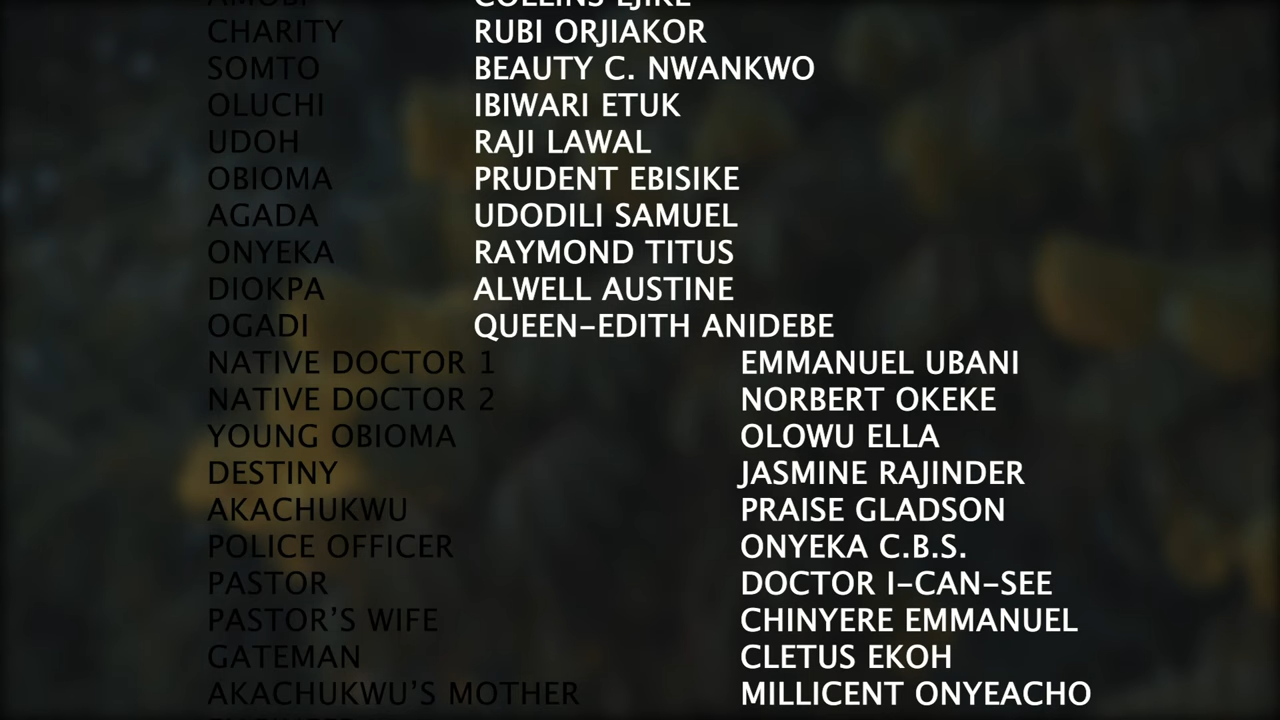 AMOBI COLLINS EJIKE
CHARITY RUBI ORJIAKOR
SOMTO BEAUTY C. NWANKWO
OLUCHI IBIWARI ETUK
UDOH RAJI LAWAL
OBIOMA PRUDENT EBISIKE
AGADA UDODILI SAMUEL
ONYEKA RAYMOND TITUS
DIOKPA ALWELL AUSTINE
OGADI QUEEN-EDITH ANIDEBE
NATIVE DOCTOR 1 EMMANUEL UBANI
NATIVE DOCTOR 2 NORBERT OKEKE
YOUNG OBIOMA OLOWU ELLA
DESTINY JASMINE RAJINDER
AKACHUKWU PRAISE GLADSON
POLICE OFFICER ONYEKA C.B.S.
PASTOR DOCTOR I-CAN-SEE
PASTOR'S WIFE CHINYERE EMMANUEL
GATEMAN CLETUS EKOH
AKACHUKWU'S MOTHER MILLICENT ONYEACHO